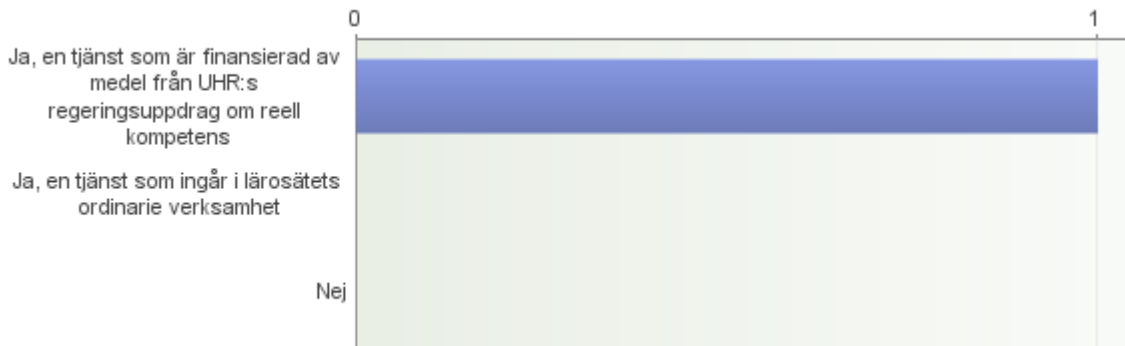 0 1
Ja, en tjänst som är finansierad av
medel från UHR:s
regeringsuppdrag om reell
kompetens
Ja, en tjänst som ingår i lärosätets
ordinarie verksamhet
Nej